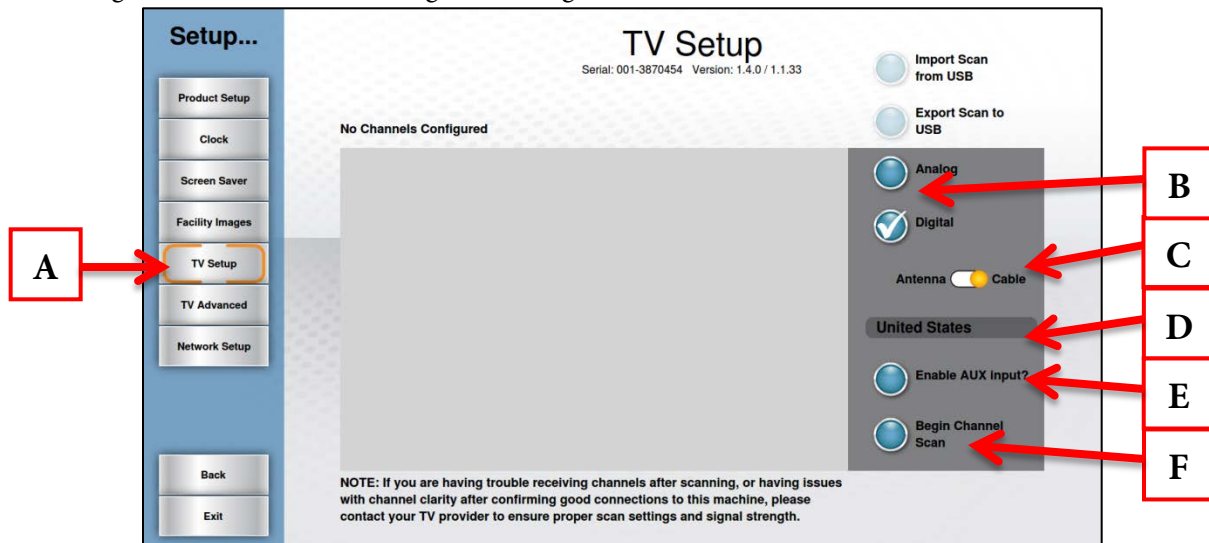 Setup...
Product Setup
Clock
Screen Saver
Facility Images
TV Setup
TV Advanced
Network Setup
Back
Exit
TV Setup
Serial: 001-3870454 Version: 1.4.0 / 1.1.33
No Channels Configured
NOTE: If you are having trouble receiving channels after scanning, or having issues
with channel clarity after confirming good connections to this machine, please
contact your TV provider to ensure proper scan settings and signal strength.
Import Scan
from USB
Export Scan to
USB
Analog
Digital
Antenna Cable
United States
Enable AUX input?
Begin Channel
Scan
A
B
C
D
E
F